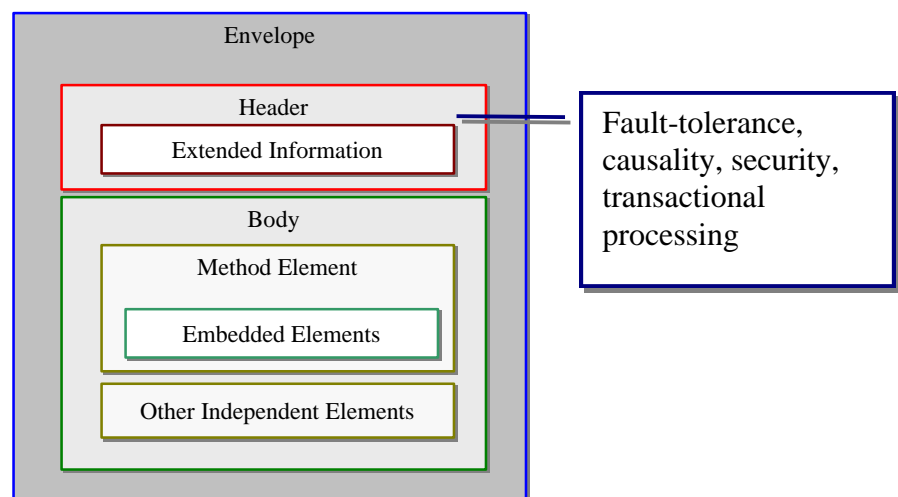 Envelope
Header
Extended Information
Body
Method Element
Embedded Elements
Other Independent Elements
Fault-tolerance,
causality, security,
transactional
processing